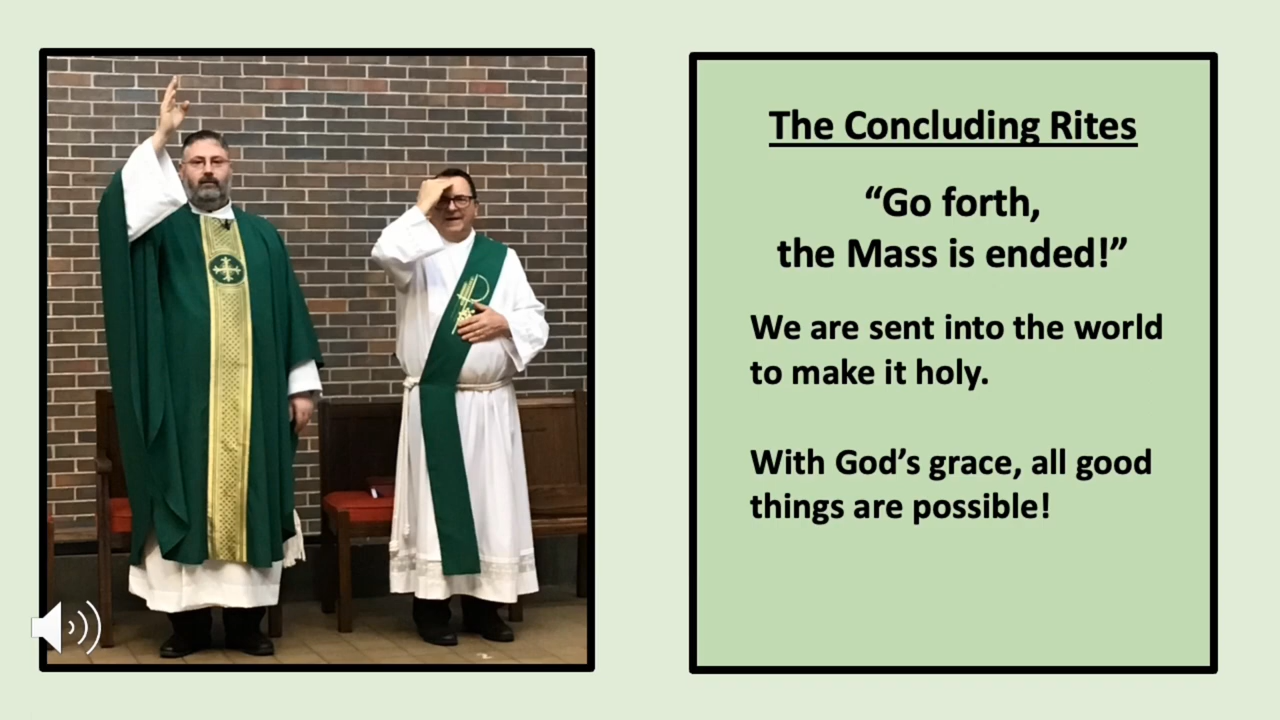 The Concluding Rites
“Go forth,
the Mass is ended!”
We are sent into the world
to make it holy.
With God’s grace, all good
things are possible!